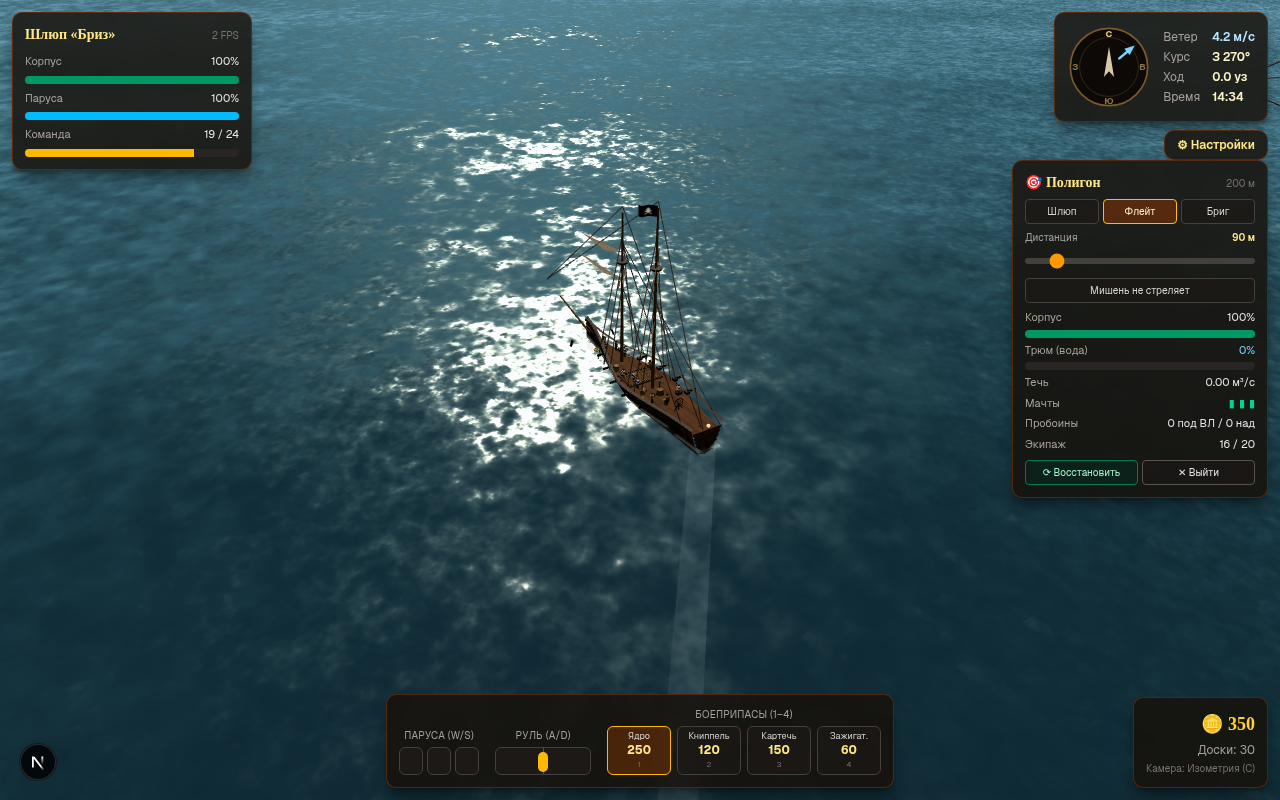 Шлюп «Бриз»
2 FPS
Корпус
100%
Паруса
100%
Команда
19 / 24
С
В
Ю
З
Ветер
4.2 м/с
Курс
З 270°
Ход
0.0 уз
Время
14:34
⚙ Настройки
🎯 Полигон
200 м
Шлюп
Флейт
Бриг
Дистанция
90 м
Мишень не стреляет
Корпус
100%
Трюм (вода)
0%
Течь
0.00 м³/с
Мачты
Пробоины
0 под ВЛ / 0 над
Экипаж
16 / 20
⟳ Восстановить
✕ Выйти
ПАРУСА (W/S)
РУЛЬ (A/D)
БОЕПРИПАСЫ (1–4)
Ядро
250
1
Книппель
120
2
Картечь
150
3
Зажигат.
60
4
🪙 350
Доски: 30
Камера: Изометрия (C)
N